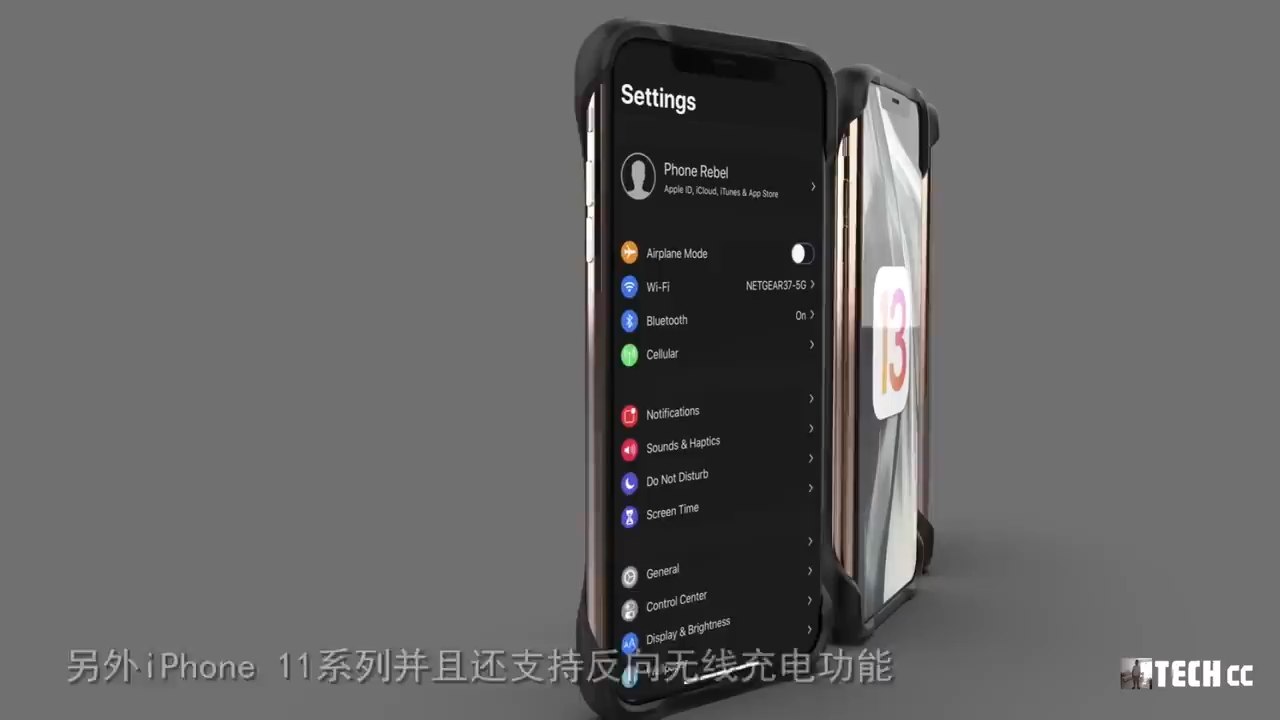 Settings
Phone Rebel
Apple ID, iCloud, iTunes & App Store
Airplane Mode
Wi-Fi
NETGEAR37-5G
Bluetooth
On
Cellular
Notifications
Sounds & Haptics
Do Not Disturb
Screen Time
General
Control Center
Display & Brightness
AA
13
另外iPhone 11系列并且还支持反向无线充电功能
TECH CC